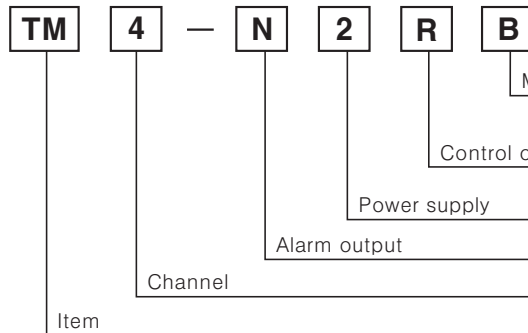 TM 4 — N 2 R B
Control
Power supply
Alarm output
Channel
Item